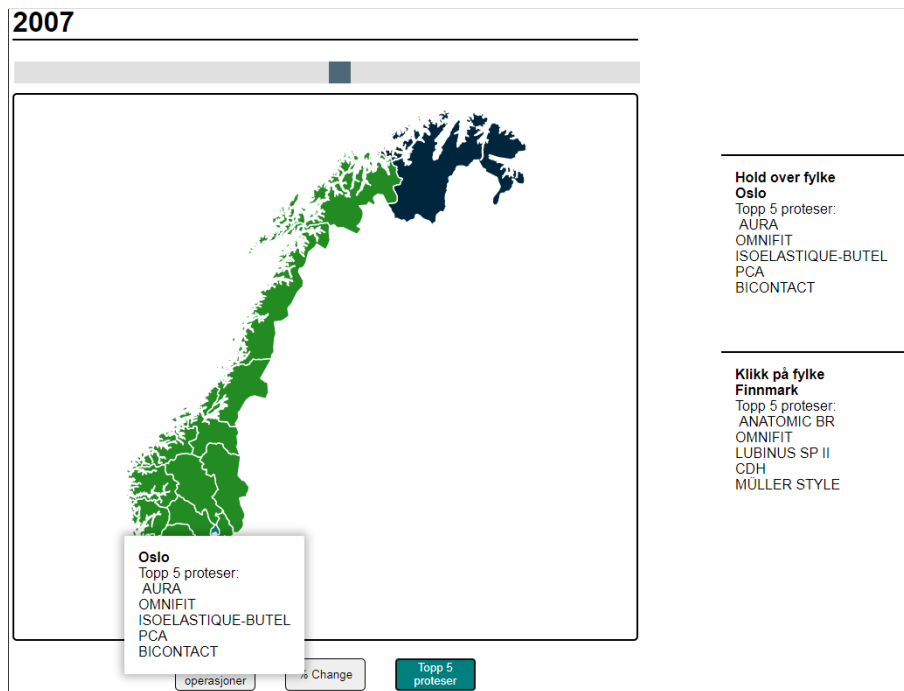 2007
Hold over fylke
Oslo
Topp 5 proteser:
AURA
OMNIFIT
ISOELASTIQUE-BUTEL
PCA
BICONTACT
Klikk på fylke
Finnmark
Topp 5 proteser:
ANATOMIC BR
OMNIFIT
LUBINUS SP II
CDH
MÜLLER STYLE
Oslo
Topp 5 proteser:
AURA
OMNIFIT
ISOELASTIQUE-BUTEL
PCA
BICONTACT
operasjoner
% Change
Topp 5
proteser